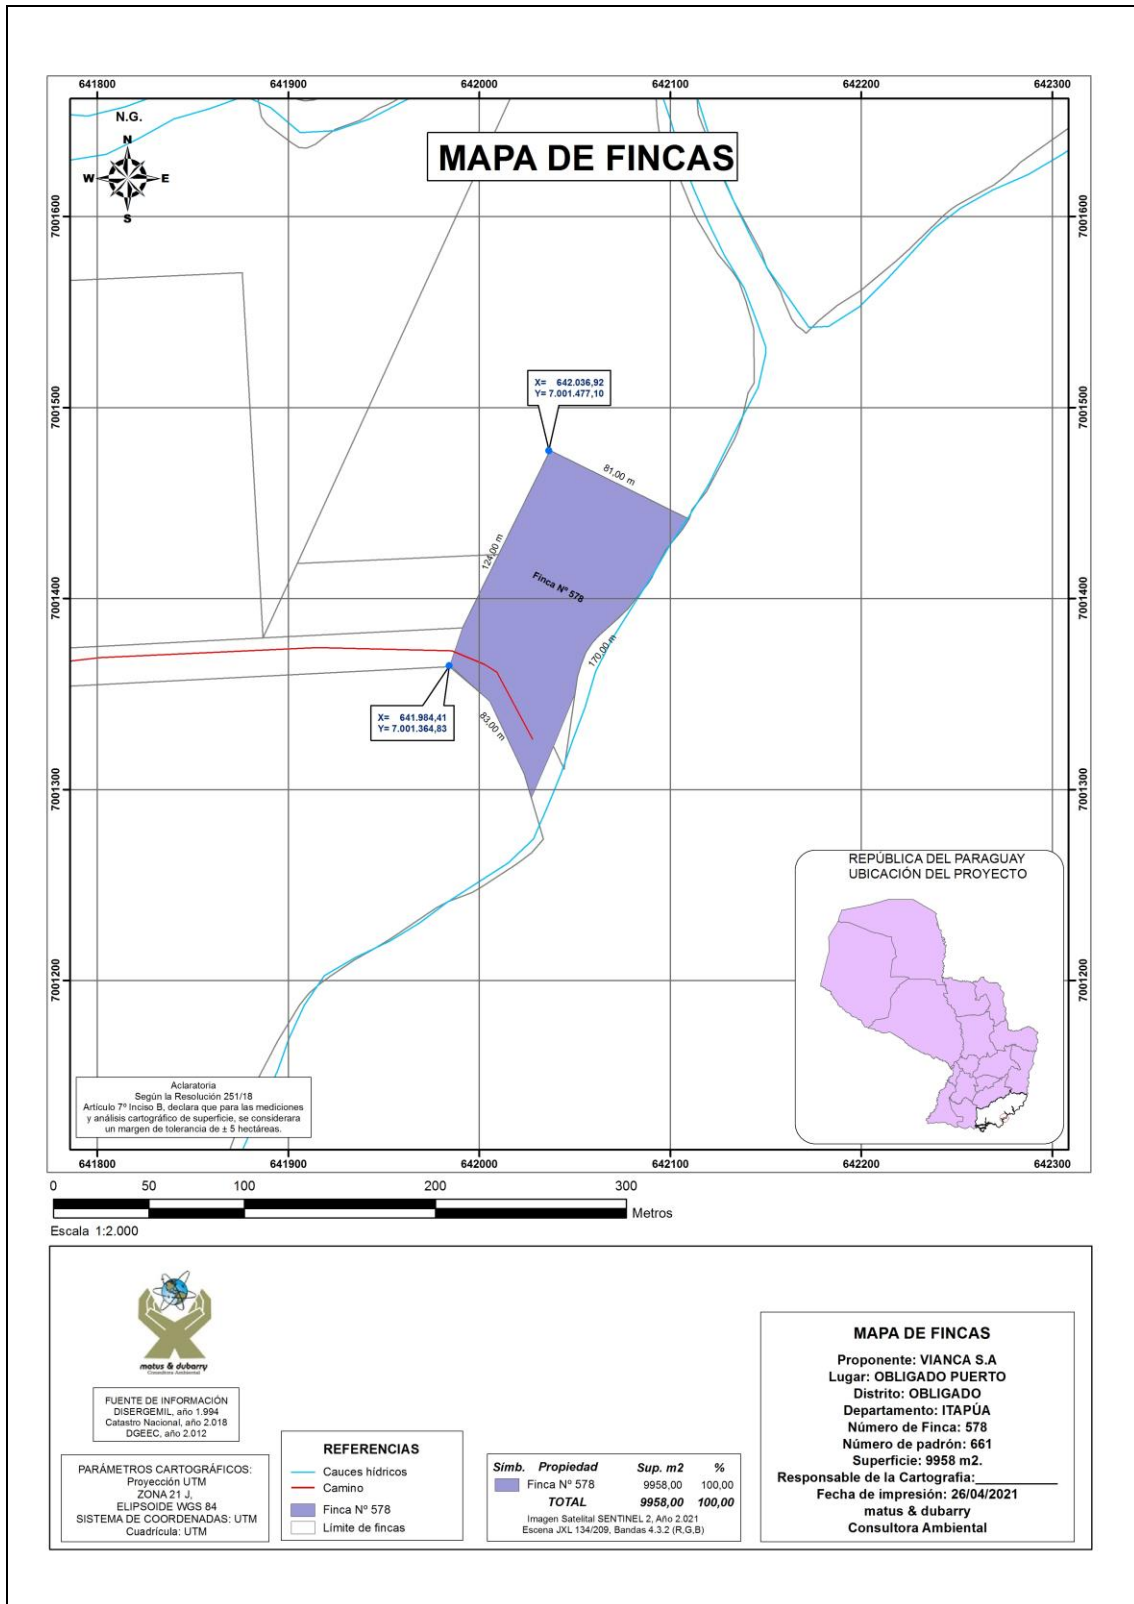 641800 641900 642000 642100 642200 642300
N.G.
N
W E
S
MAPA DE FINCAS
7001600 7001600
7001500 7001500
7001400 7001400
7001300 7001300
7001200 7001200
X= 642.036,92
Y= 7.001.477,10
81,00 m
124,00 m
Finca Nº 578
170,00 m
83,00 m
X= 641.984,41
Y= 7.001.364,83
REPÚBLICA DEL PARAGUAY
UBICACIÓN DEL PROYECTO
Aclaratoria
Según la Resolución 251/18
Artículo 7º Inciso B, declara que para las mediciones
y análisis cartográfico de superficie, se considerara
un margen de tolerancia de ± 5 hectáreas.
641800 641900 642000 642100 642200 642300
0 50 100 200 300
Metros
Escala 1:2.000
matus & dubarry
Consultora Ambiental
FUENTE DE INFORMACIÓN
DISERGEMIL, año 1.994
Catastro Nacional, año 2.018
DGEEC, año 2.012
PARÁMETROS CARTOGRÁFICOS:
Proyección UTM
ZONA 21 J,
ELIPSOIDE WGS 84
SISTEMA DE COORDENADAS: UTM
Cuadrícula: UTM
REFERENCIAS
Cauces hídricos
Camino
Finca Nº 578
Límite de fincas
Símb. Propiedad Sup. m2 %
Finca Nº 578 9958,00 100,00
TOTAL 9958,00 100,00
Imagen Satelital SENTINEL 2, Año 2.021
Escena JXL 134/209, Bandas 4.3.2 (R,G,B)
MAPA DE FINCAS
Proponente: VIANCA S.A
Lugar: OBLIGADO PUERTO
Distrito: OBLIGADO
Departamento: ITAPÚA
Número de Finca: 578
Número de padrón: 661
Superficie: 9958 m2.
Responsable de la Cartografia:____________
Fecha de impresión: 26/04/2021
matus & dubarry
Consultora Ambiental